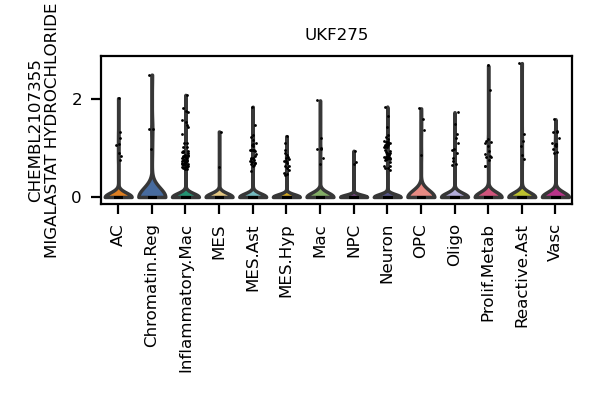 UKF275
CHEMBL2107355
MIGALASTAT HYDROCHLORIDE
2
0
AC
Chromatin.Reg
Inflammatory.Mac
MES
MES.Ast
MES.Hyp
Mac
NPC
Neuron
OPC
Oligo
Prolif.Metab
Reactive.Ast
Vasc